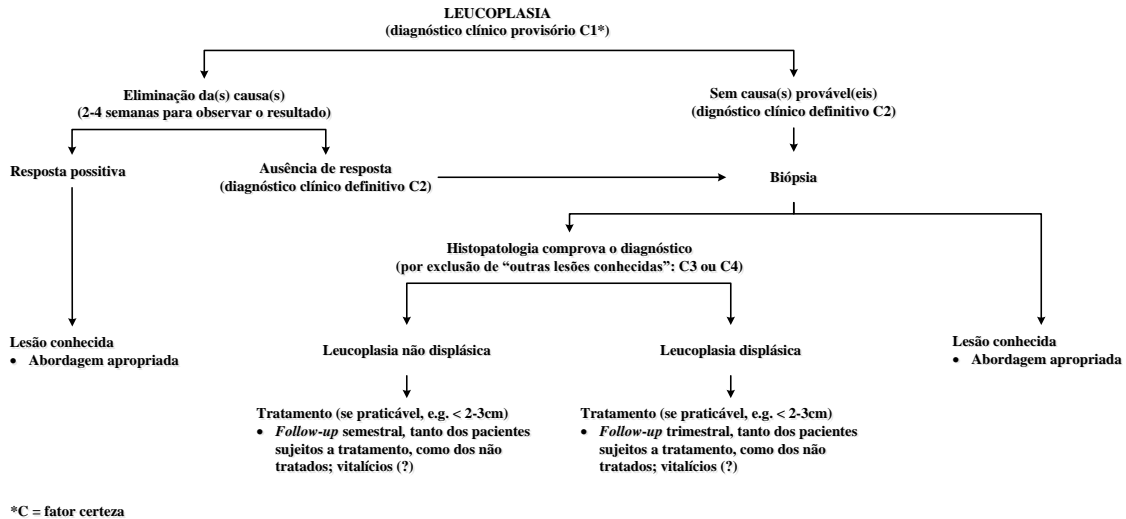 LEUCOPLASIA
(diagnóstico clínico provisório C1*)
Eliminação da(s) causa(s)
(2-4 semanas para observar o resultado)
Sem causa(s) provável(eis)
(dignóstico clínico definitivo C2)
Resposta possitiva
Ausência de resposta
(diagnóstico clínico definitivo C2)
Biópsia
Histopatologia comprova o diagnóstico
(por exclusão de “outras lesões conhecidas”: C3 ou C4)
Lesão conhecida
• Abordagem apropriada
Leucoplasia não displásica
Leucoplasia displásica
Lesão conhecida
• Abordagem apropriada
Tratamento (se praticável, e.g. < 2-3cm)
• Follow-up semestral, tanto dos pacientes
sujeitos a tratamento, como dos não
tratados; vitalícios (?)
Tratamento (se praticável, e.g. < 2-3cm)
• Follow-up trimestral, tanto dos pacientes
sujeitos a tratamento, como dos não
tratados; vitalícios (?)
*C = fator certeza